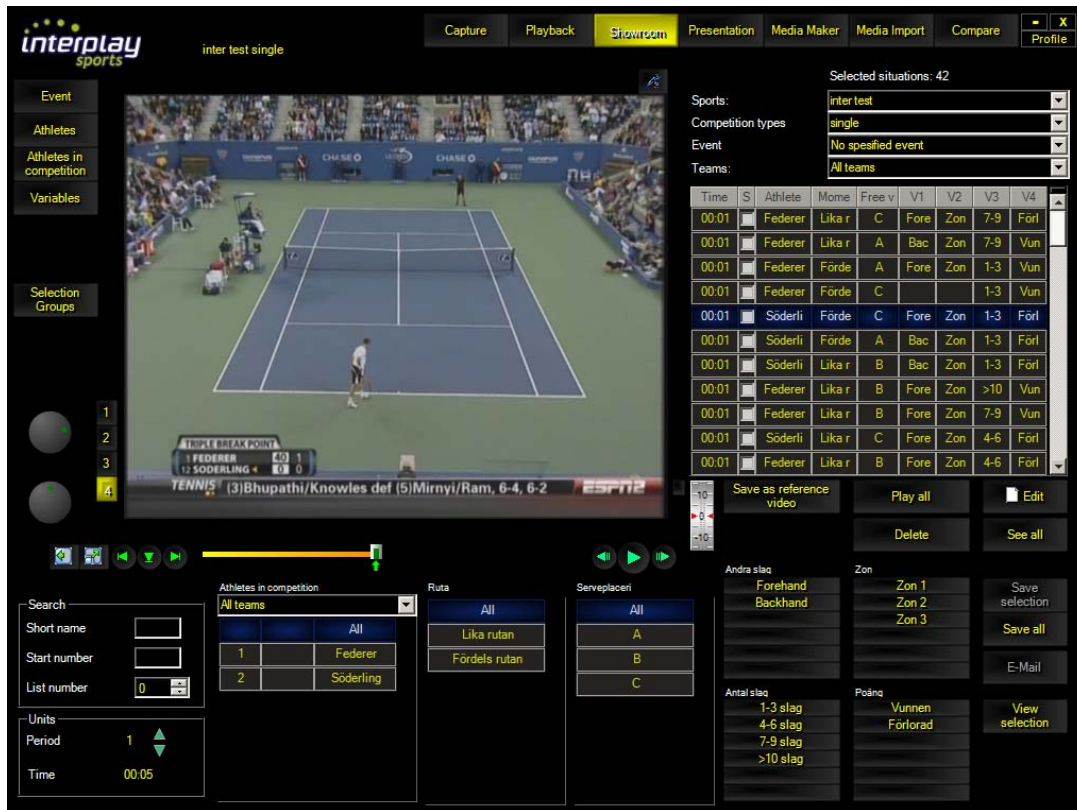 interplay
sports
inter test single
Capture Playback Showroom Presentation Media Maker Media Import Compare
- X
Profile
Event
Athletes
Athletes in
competition
Variables
Selection
Groups
1
2
3
4
CHASE
CHASE
TRIPLE BREAK POINT
1 FEDERER 40 1
12 SODERLING 0 0
TENNIS (3)Bhupathi/Knowles def (5)Mirnyi/Ram, 6-4, 6-2 ESPN2
Selected situations: 42
Sports: inter test
Competition types single
Event No spesified event
Teams: All teams
Time S Athlete Mome Free v V1 V2 V3 V4
00:01 Federer Lika r C Fore Zon 7-9 Förl
00:01 Federer Lika r A Bac Zon 7-9 Vun
00:01 Federer Förde A Fore Zon 1-3 Vun
00:01 Federer Förde C 1-3 Vun
00:01 Söderli Förde C Fore Zon 1-3 Förl
00:01 Söderli Förde A Bac Zon 1-3 Förl
00:01 Söderli Lika r B Bac Zon 1-3 Förl
00:01 Federer Lika r B Fore Zon >10 Vun
00:01 Federer Lika r B Fore Zon 7-9 Vun
00:01 Söderli Lika r C Fore Zon 4-6 Förl
00:01 Federer Lika r B Fore Zon 4-6 Förl
-10-
0
-10-
Save as reference
video
Play all
Edit
Delete
See all
Search
Short name
Start number
List number 0
Units
Period 1
Time 00:05
Athletes in competition
All teams
All
1 Federer
2 Söderling
Ruta
All
Lika rutan
Fördels rutan
Serveplaceri
All
A
B
C
Andra slag
Forehand
Backhand
Zon
Zon 1
Zon 2
Zon 3
Antal slag
1-3 slag
4-6 slag
7-9 slag
>10 slag
Poäng
Vunnen
Förlorad
Save
selection
Save all
E-Mail
View
selection